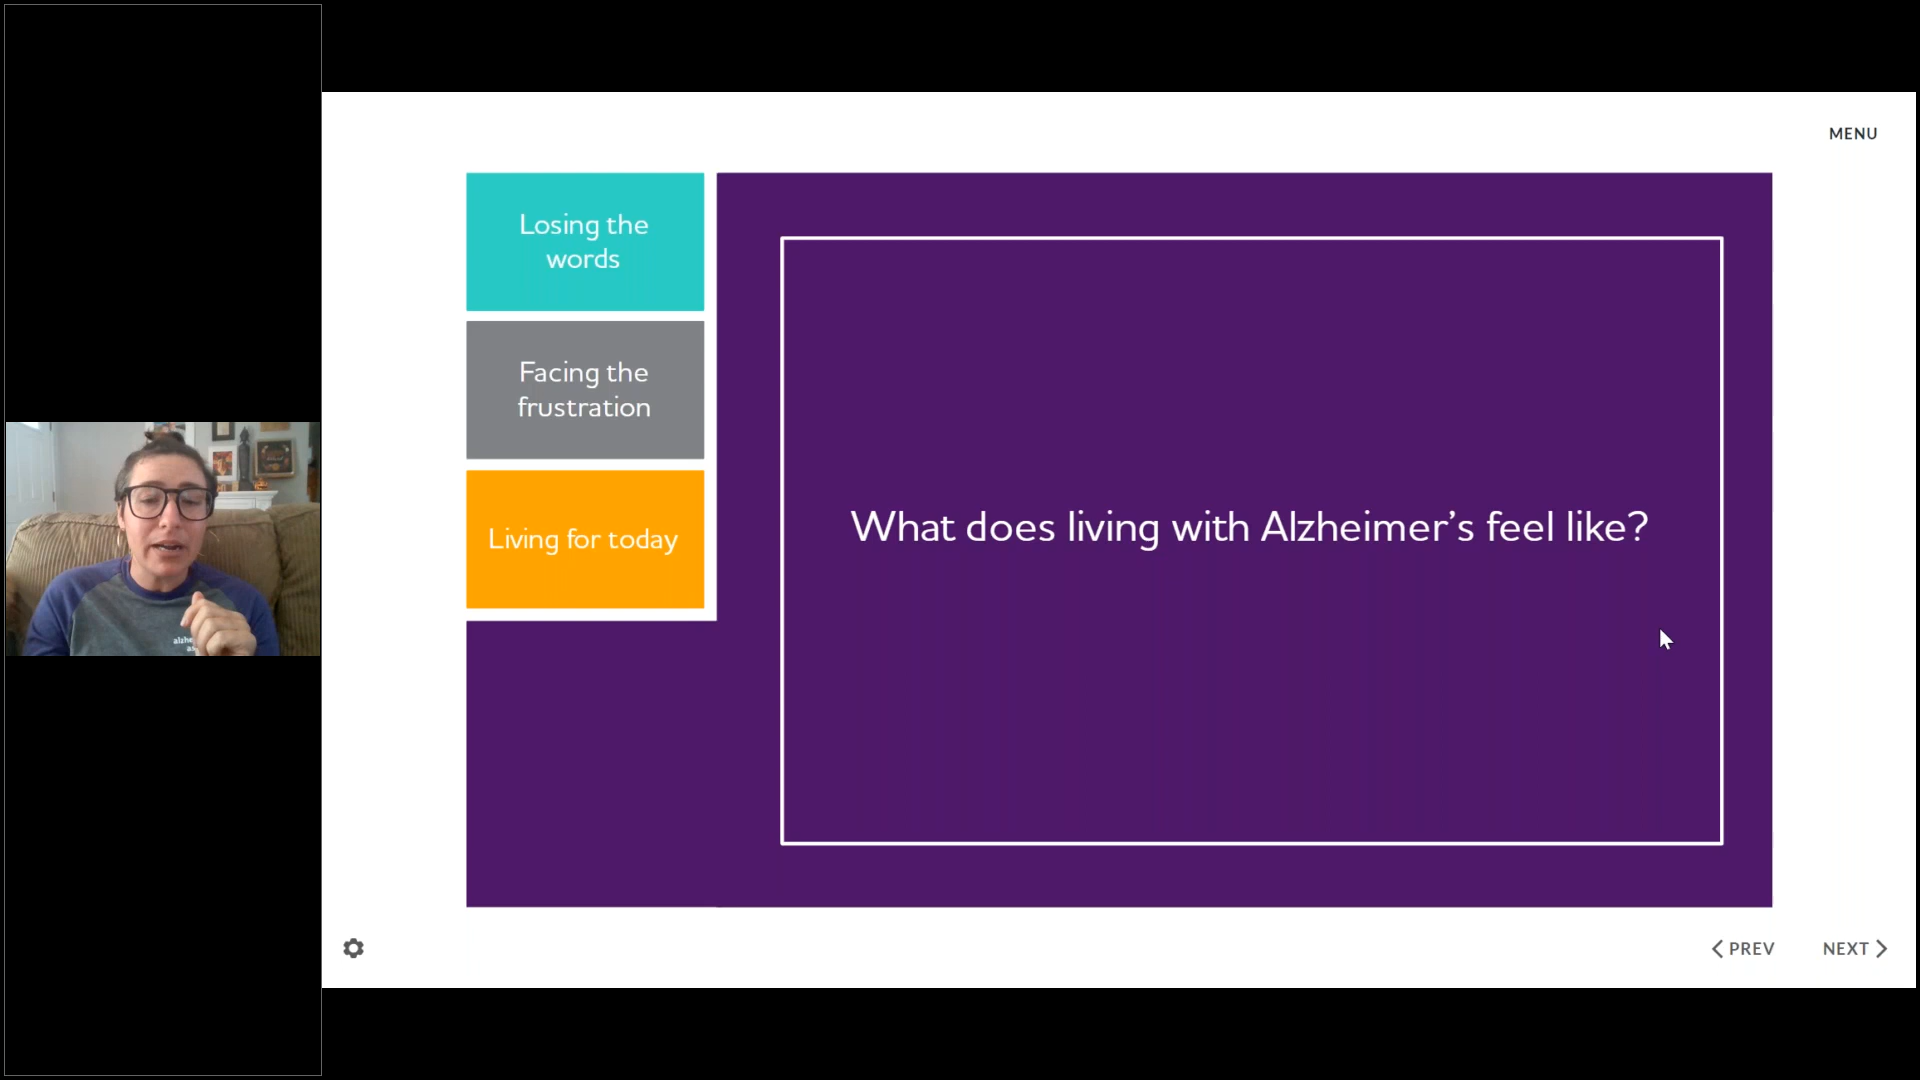 MENU
Losing the
words
Facing the
frustration
Living for today
What does living with Alzheimer’s feel like?
PREV
NEXT